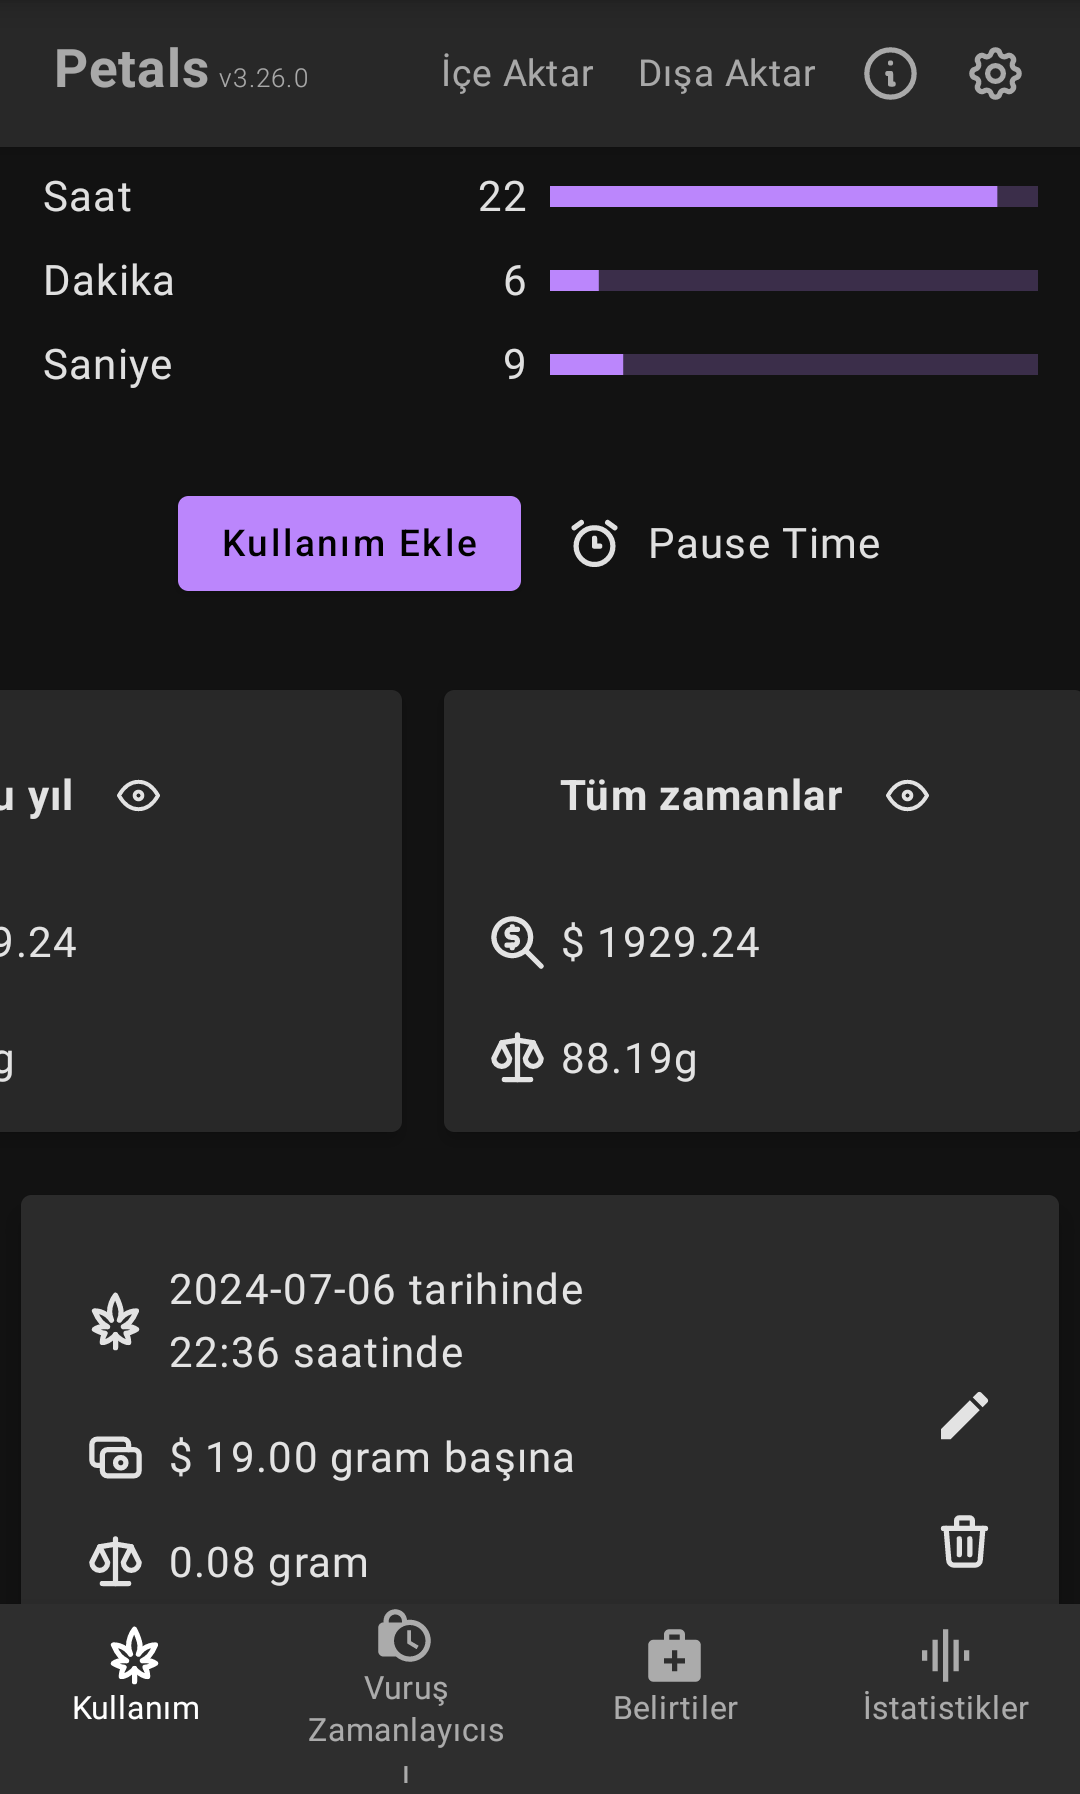 Petals v3.26.0 İçe Aktar Dışa Aktar
Saat 22
Dakika 6
Saniye 9
Kullanım Ekle Pause Time
u yıl Tüm zamanlar
9.24 $ 1929.24
g 88.19g
2024-07-06 tarihinde
22:36 saatinde
$ 19.00 gram başına
0.08 gram
Kullanım
Vuruş
Zamanlayıcıs
ı
Belirtiler
İstatistikler